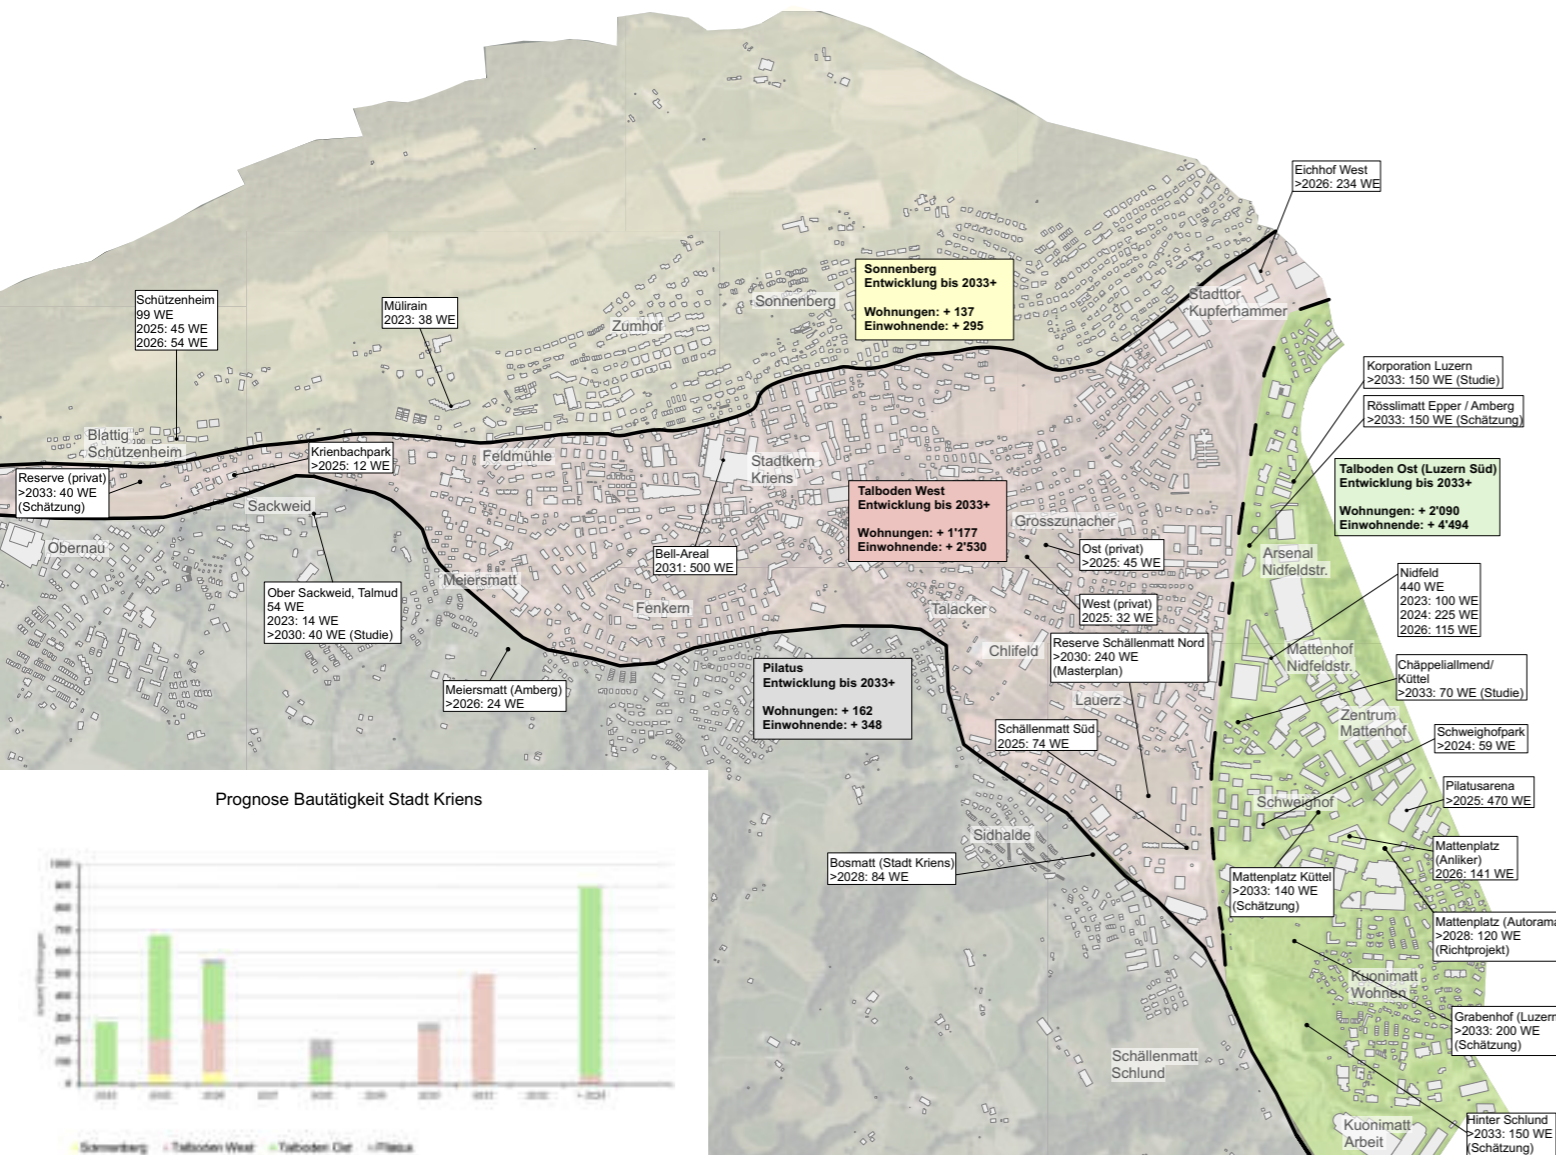 Eichhof West
>2026: 234 WE
Sonnenberg
Entwicklung bis 2033+
Wohnungen: + 137
Einwohnende: + 295
Stadttor
Kupferhammer
Schützenheim
99 WE
2025: 45 WE
2026: 54 WE
Mülirain
2023: 38 WE
Zumhof
Sonnenberg
Korporation Luzern
>2033: 150 WE (Studie)
Rösslimatt Epper / Amberg
>2033: 150 WE (Schätzung)
Blattig
Schützenheim
Krienbachpark
>2025: 12 WE
Feldmühle
Stadtkern
Kriens
Talboden Ost (Luzern Süd)
Entwicklung bis 2033+
Wohnungen: + 2'090
Einwohnende: + 4'494
Reserve (privat)
>2033: 40 WE
(Schätzung)
Sackweid
Talboden West
Entwicklung bis 2033+
Wohnungen: + 1'177
Einwohnende: + 2'530
Grosszunacher
Obernau
Bell-Areal
2031: 500 WE
Ost (privat)
>2025: 45 WE
Arsenal
Nidfeldstr.
Meiersmatt
Ober Sackweid, Talmud
54 WE
2023: 14 WE
>2030: 40 WE (Studie)
Fenkern
Talacker
West (privat)
2025: 32 WE
Nidfeld
440 WE
2023: 100 WE
2024: 225 WE
2026: 115 WE
Chlifeld
Reserve Schällenmatt Nord
>2030: 240 WE
(Masterplan)
Mattenhof
Nidfeldstr.
Meiersmatt (Amberg)
>2026: 24 WE
Pilatus
Entwicklung bis 2033+
Wohnungen: + 162
Einwohnende: + 348
Lauerz
Chäppeliallmend/
Küttel
>2033: 70 WE (Studie)
Schällenmatt Süd
2025: 74 WE
Zentrum
Mattenhof
Schweighofpark
>2024: 59 WE
Prognose Bautätigkeit Stadt Kriens
Schweighof
Pilatusarena
>2025: 470 WE
Sidhalde
Bosmatt (Stadt Kriens)
>2028: 84 WE
Mattenplatz
(Anliker)
2026: 141 WE
Mattenplatz Küttel
>2033: 140 WE
(Schätzung)
Mattenplatz (Autorama
>2028: 120 WE
(Richtprojekt)
Kuonimatt
Wohnen
Grabenhof (Luzern
>2033: 200 WE
(Schätzung)
Schällenmatt
Schlund
Kuonimatt
Arbeit
Hinter Schlund
>2033: 150 WE
(Schätzung)
Sonnenberg Talboden West Talboden Ost Pilatus